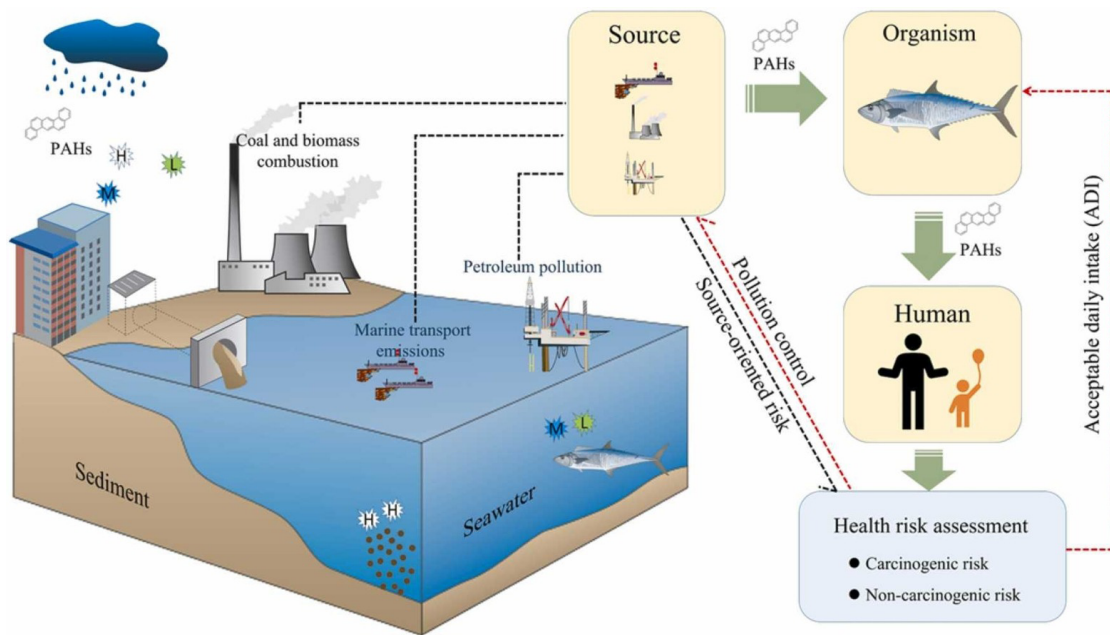 Source
PAHs
Organism
PAHs
H
L
M
Coal and biomass
combustion
PAHs
Petroleum pollution
Marine transport
emissions
Pollution control
Source-oriented risk
Human
Acceptable daily intake (ADI)
M
L
Sediment
Seawater
H
H
Health risk assessment
● Carcinogenic risk
● Non-carcinogenic risk